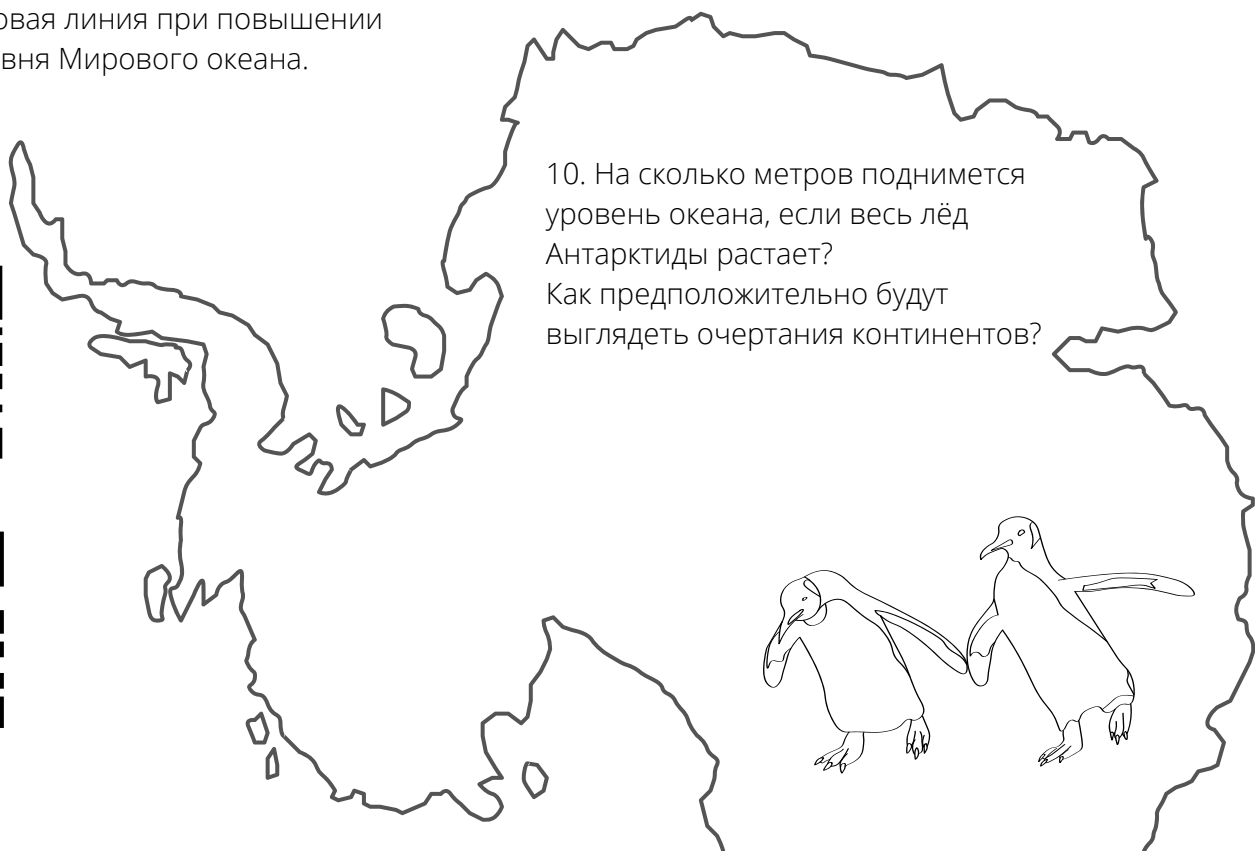 овая линия при повышении
вня Мирового океана.
10. На сколько метров поднимется
уровень океана, если весь лёд
Антарктиды растает?
Как предположительно будут
выглядеть очертания континентов?